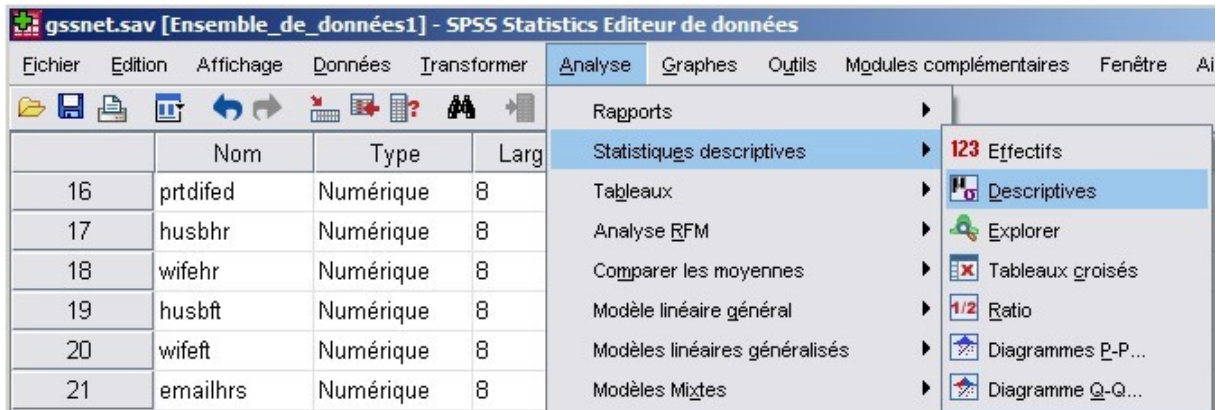 gssnet.sav [Ensemble_de_données1] - SPSS Statistics Editeur de données
Fichier Edition Affichage Données Transformer Analyse Graphes Outils Modules complémentaires Fenêtre Ai
Nom Type Larg
16 prtdifed Numérique 8
17 husbhr Numérique 8
18 wifehr Numérique 8
19 husbft Numérique 8
20 wifeft Numérique 8
21 emailhrs Numérique 8
Rapports
Statistiques descriptives
Tableaux
Analyse RFM
Comparer les moyennes
Modèle linéaire général
Modèles linéaires généralisés
Modèles Mixtes
123 Effectifs
μσ Descriptives
Explorer
Tableaux croisés
1/2 Ratio
Diagrammes P-P...
Diagramme Q-Q...